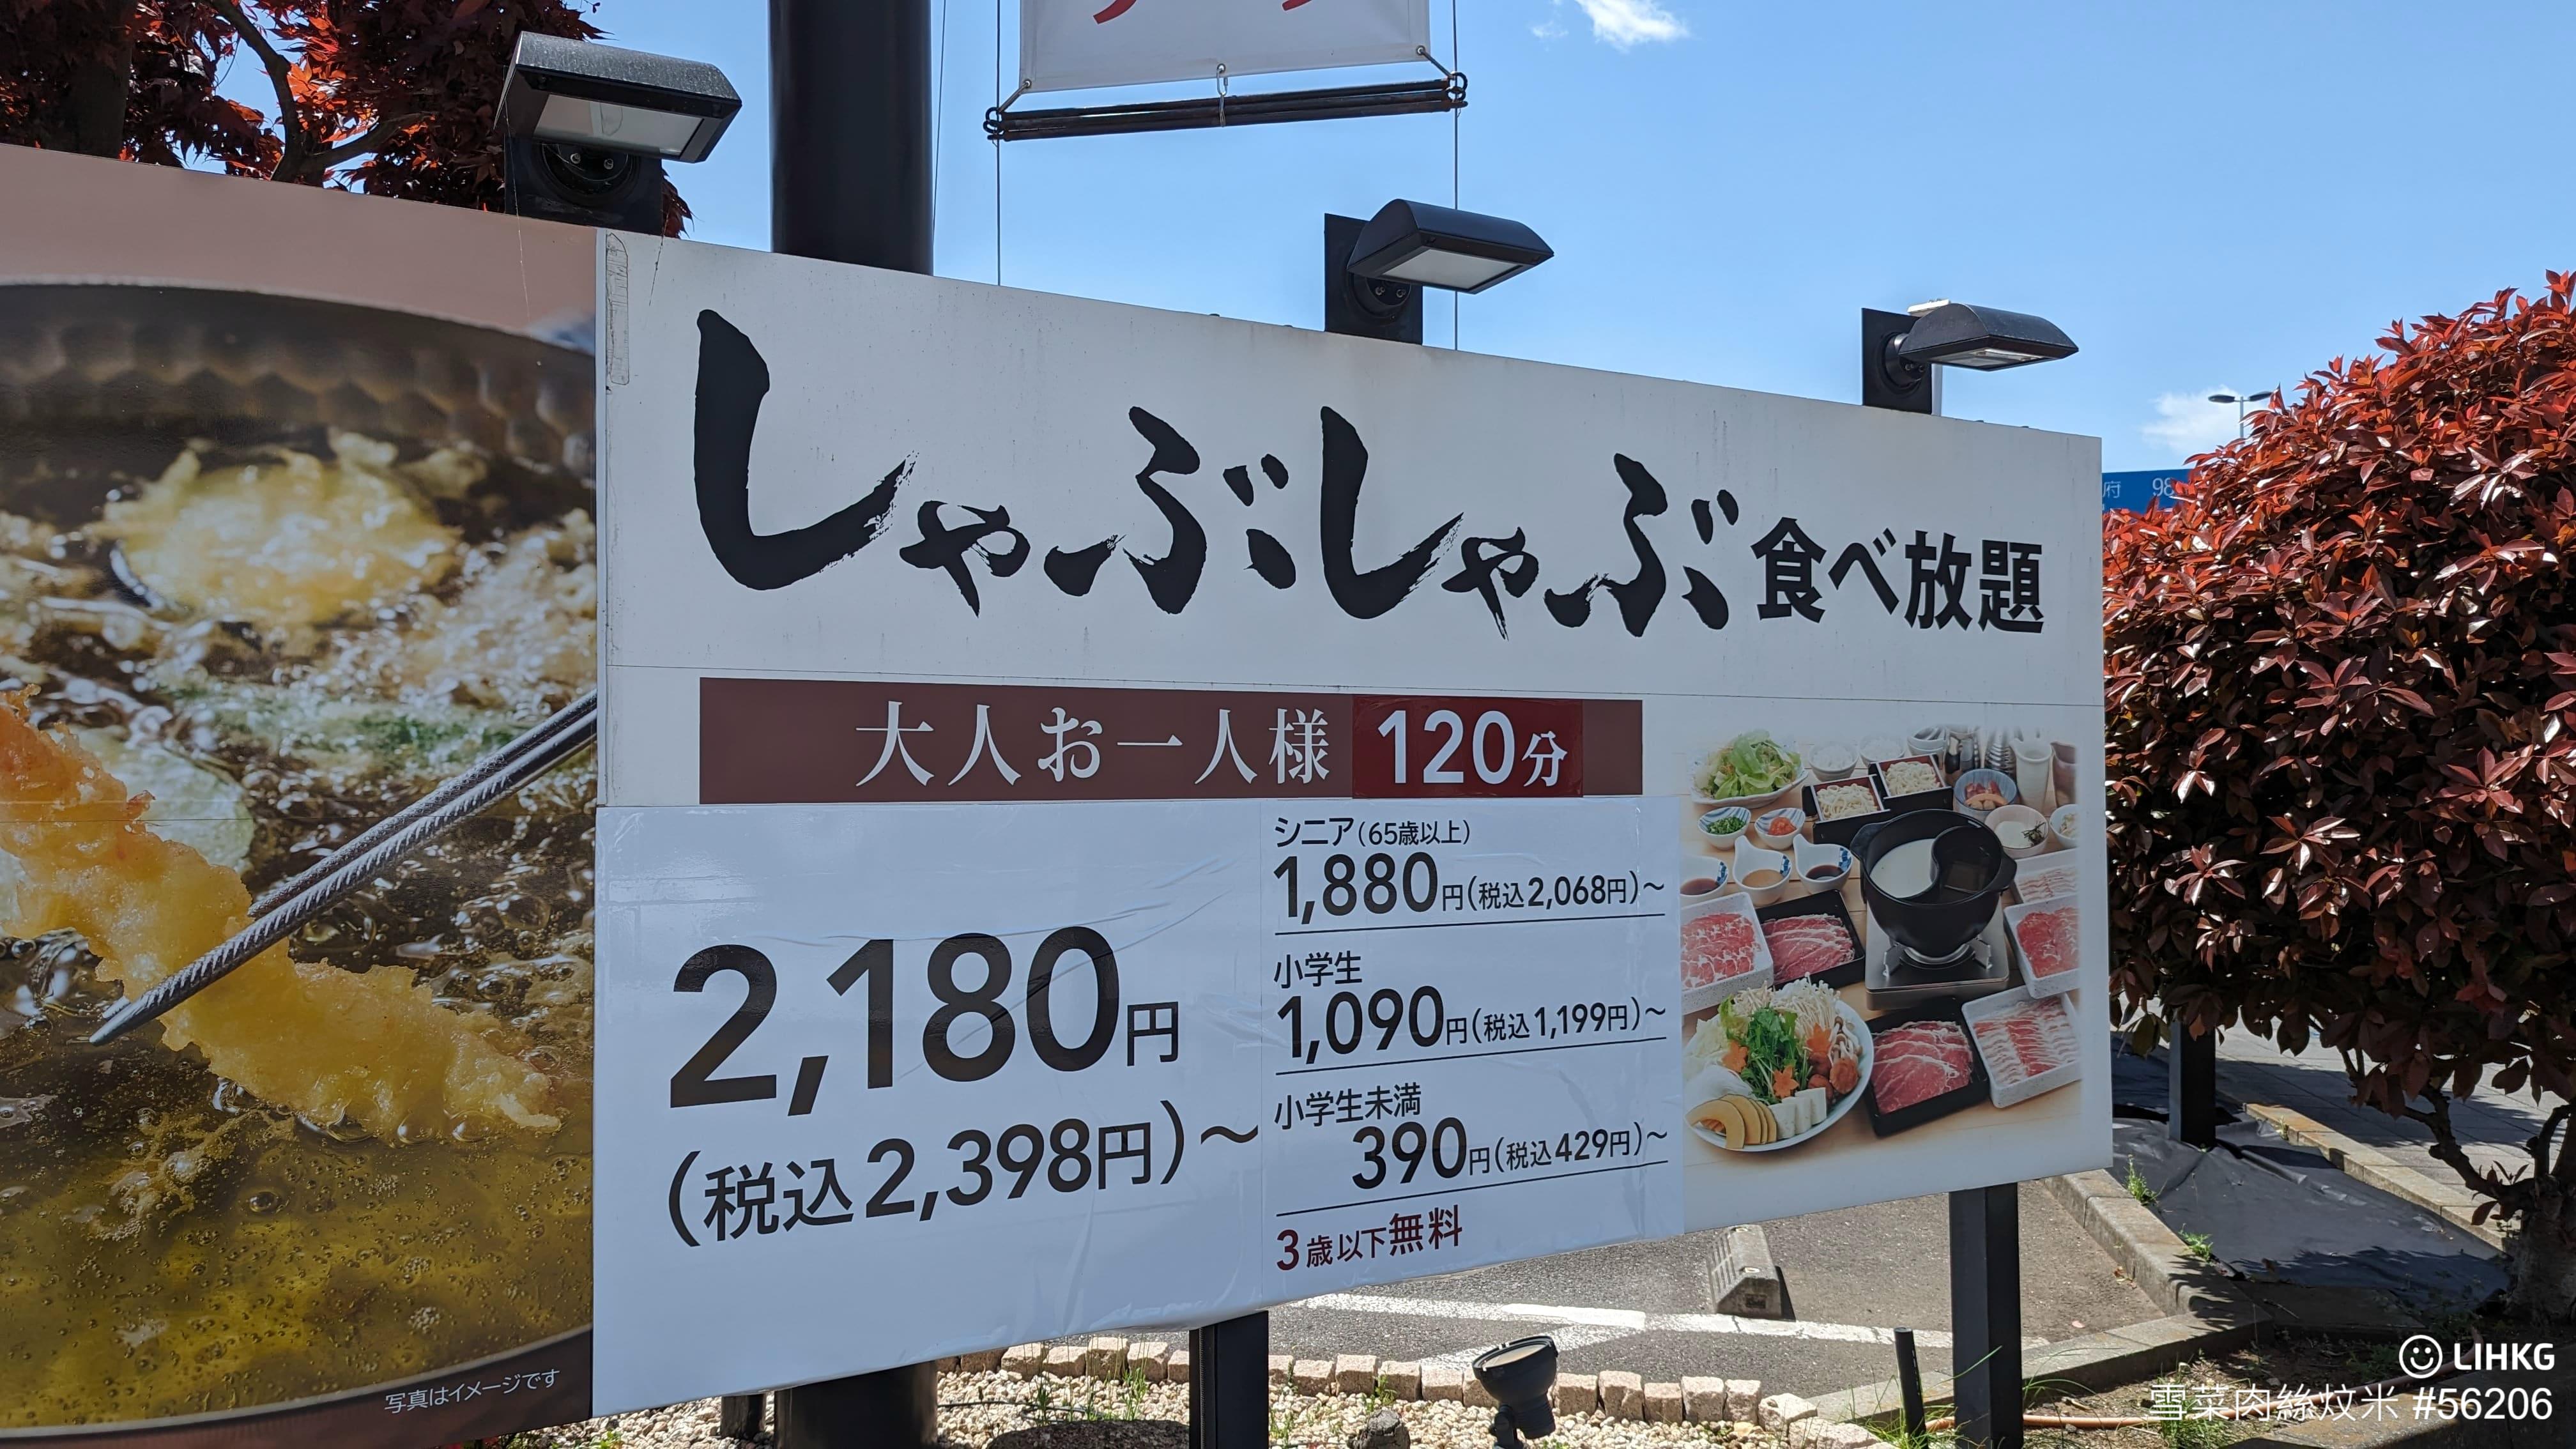 しゃぶしゃぶ食べ放題
大人お一人様 120分
2,180円
(税込2,398円)～
シニア(65歳以上)
1,880円(税込2,068円)～
小学生
1,090円(税込1,199円)～
小学生未満
390円(税込429円)～
3歳以下無料
写真はイメージです
府 98
LIHKG
雪菜肉絲炆米 #56206